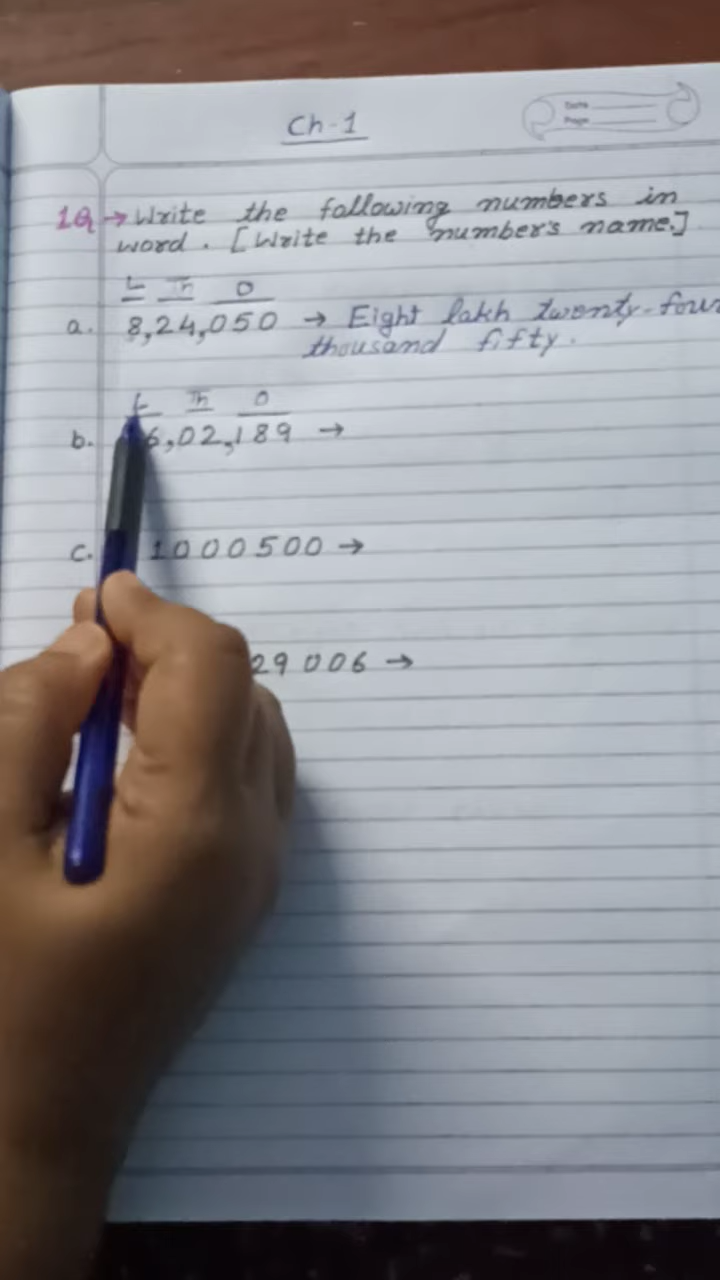 Ch-1
Date
Page
1Q → Write the following numbers in
word. [Write the number's name.]
L Th O
a. 8,24,050 → Eight lakh twenty-four
thousand fifty.
L Th O
b. 6,02,189 →
c. 1000500 →
29006 →